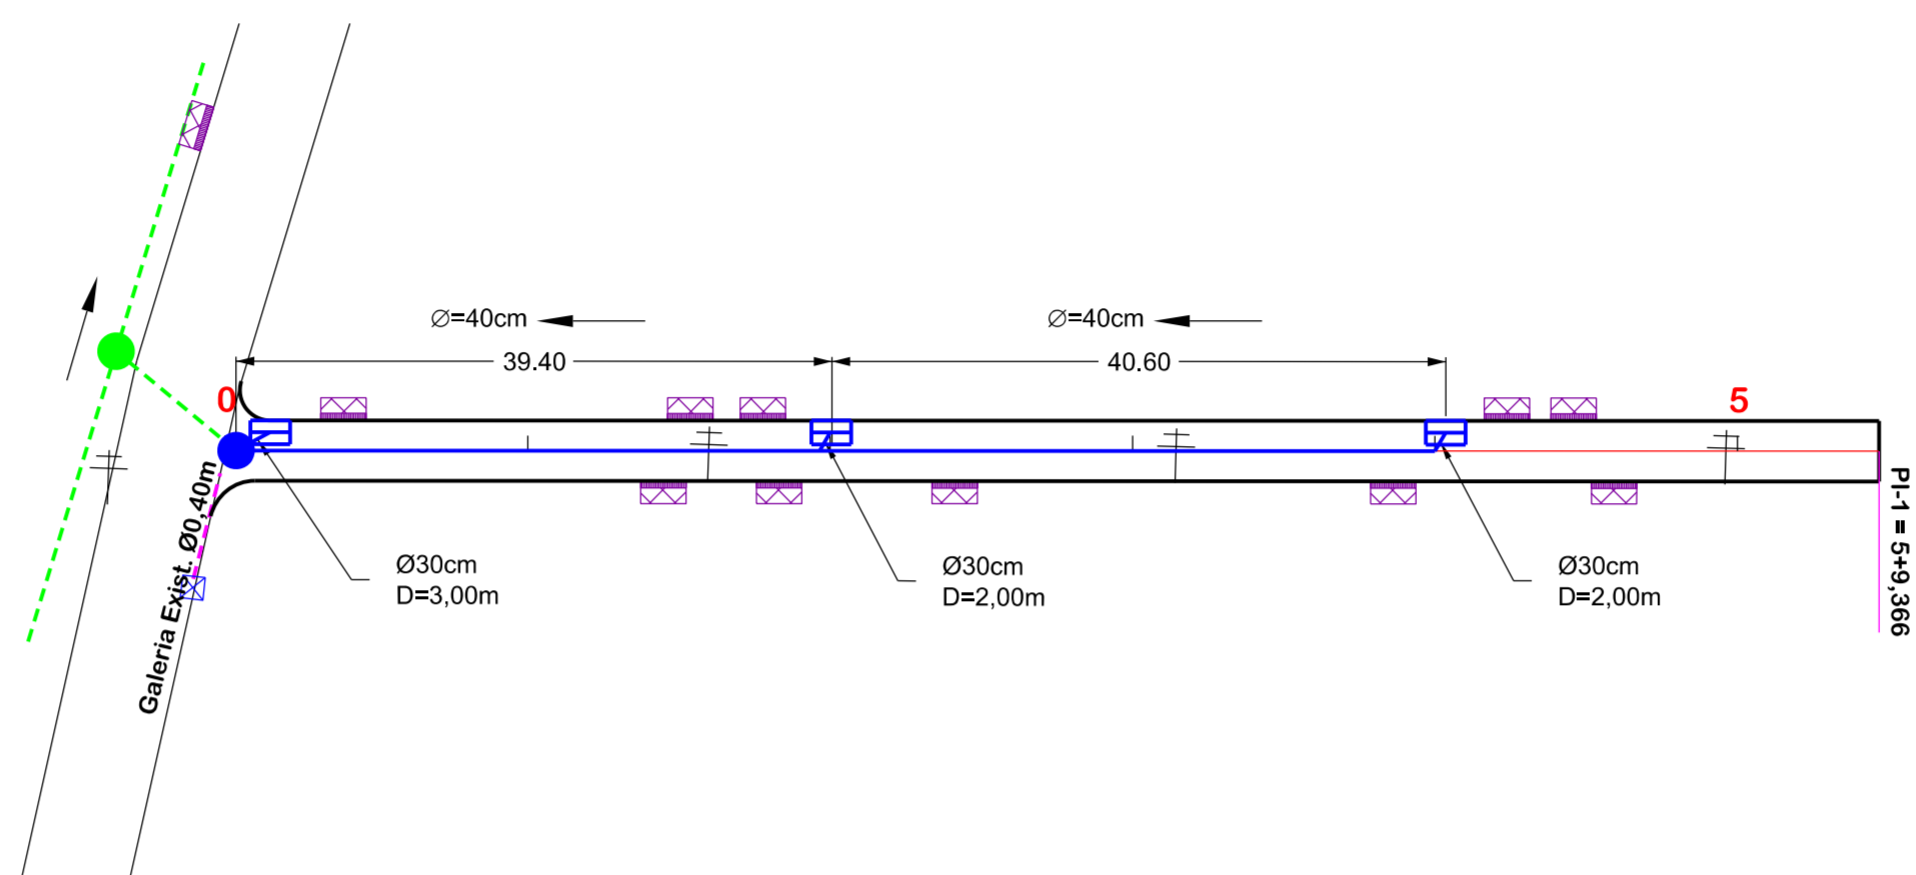 ∅=40cm
∅=40cm
39.40
40.60
0
5
Galeria Exist. Ø0,40m
PI-1 = 5+9,366
Ø30cm
D=3,00m
Ø30cm
D=2,00m
Ø30cm
D=2,00m